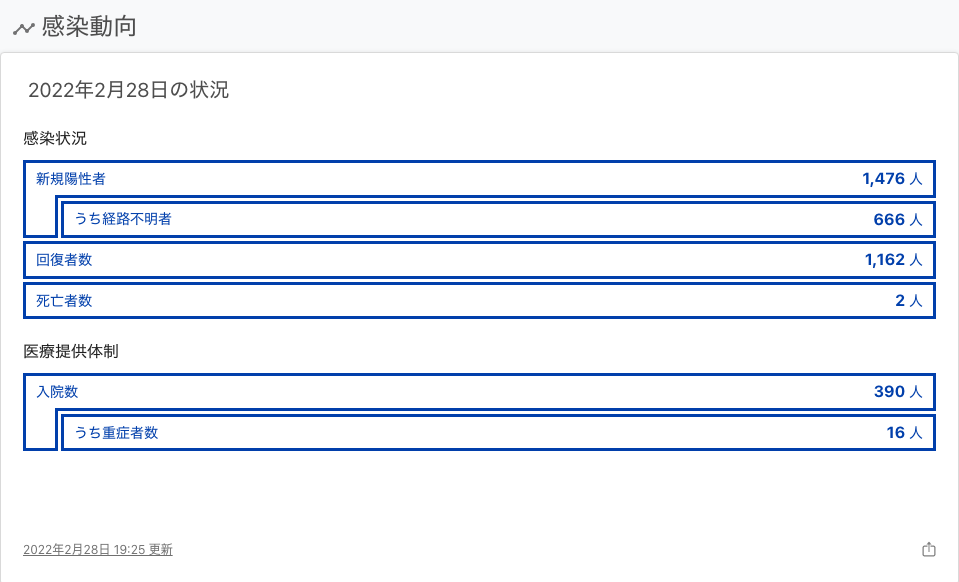 感染動向
2022年2月28日の状況
感染状況
新規陽性者 1,476 人
うち経路不明者 666 人
回復者数 1,162 人
死亡者数 2 人
医療提供体制
入院数 390 人
うち重症者数 16 人
2022年2月28日 19:25 更新